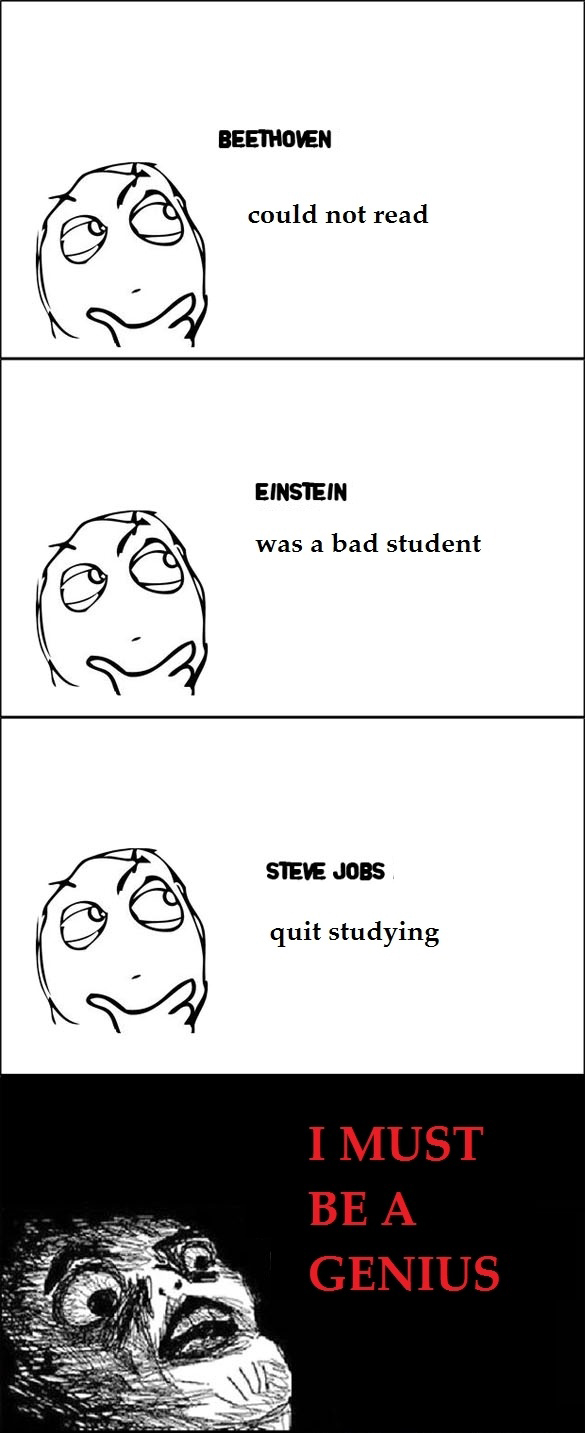 BEETHOVEN
could not read
EINSTEIN
was a bad student
STEVE JOBS
quit studying
I MUST
BE A
GENIUS